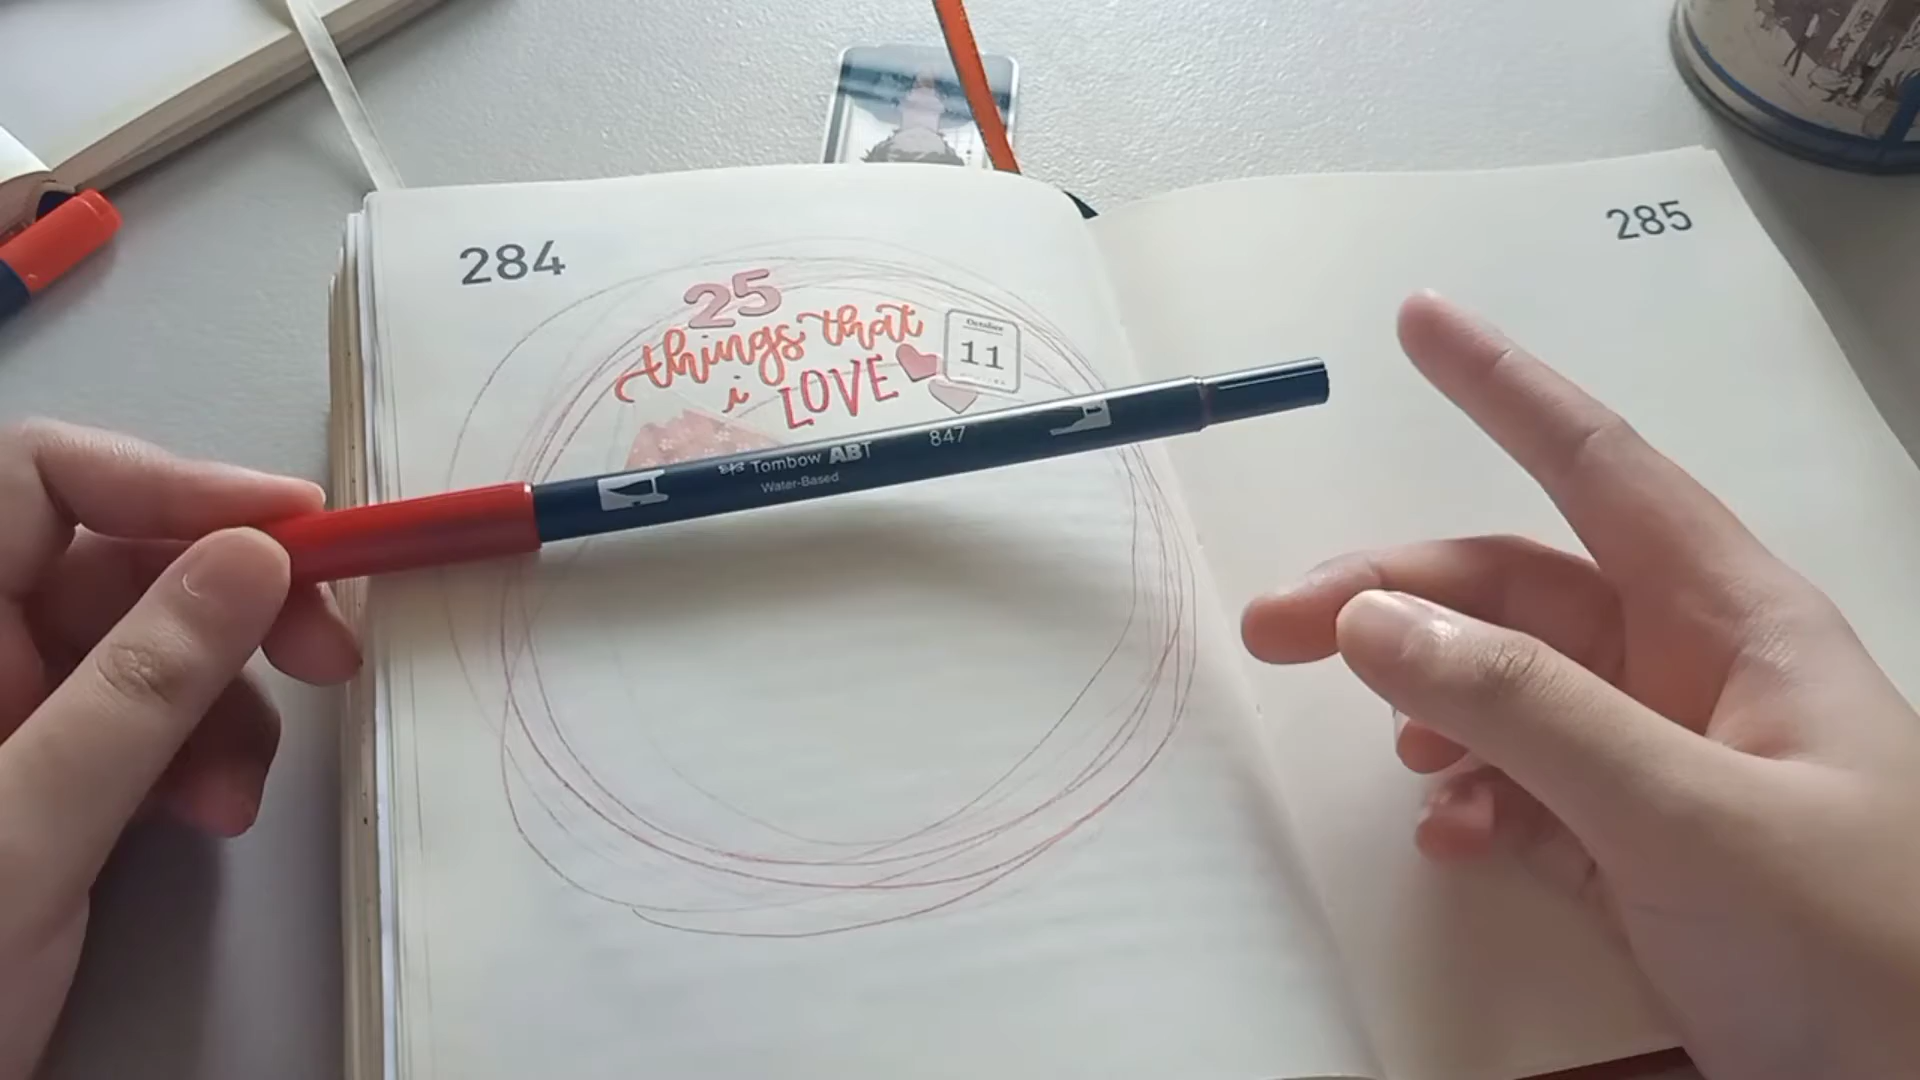 284
285
25
things that
i LOVE
October
11
Tombow ABT 847
Water-Based